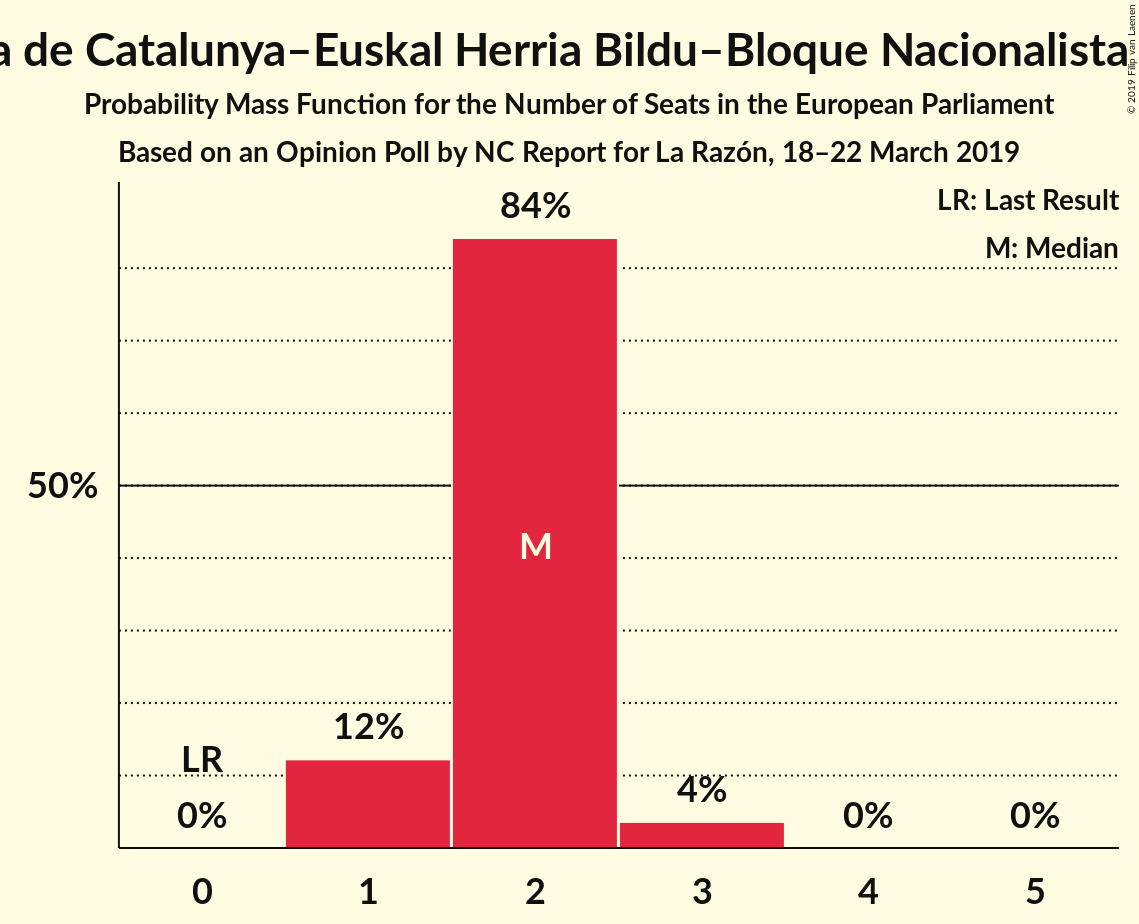 a de Catalunya–Euskal Herria Bildu–Bloque Nacionalista
© 2019 Filip van Laenen
Probability Mass Function for the Number of Seats in the European Parliament
Based on an Opinion Poll by NC Report for La Razón, 18–22 March 2019
LR: Last Result
M: Median
84%
50%
M
12%
LR
4%
0%
0%
0%
0 1 2 3 4 5